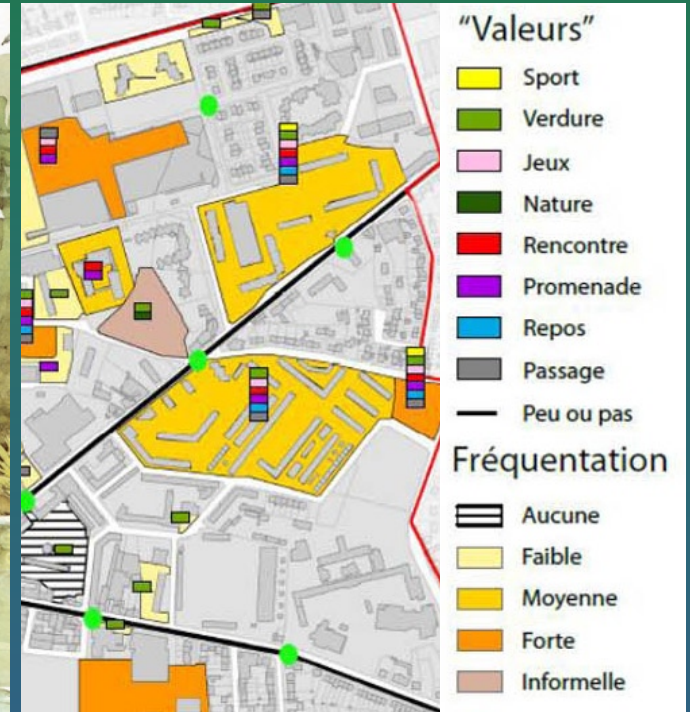 “Valeurs”
Sport
Verdure
Jeux
Nature
Rencontre
Promenade
Repos
Passage
Peu ou pas
Fréquentation
Aucune
Faible
Moyenne
Forte
Informelle